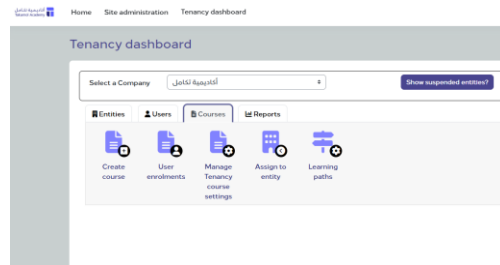 أكاديمية تكامل
Takamol Academy
Home Site administration Tenancy dashboard
Tenancy dashboard
Select a Company أكاديمية تكامل
Show suspended entities?
Entities Users Courses Reports
Create course
User enrolments
Manage Tenancy course settings
Assign to entity
Learning paths